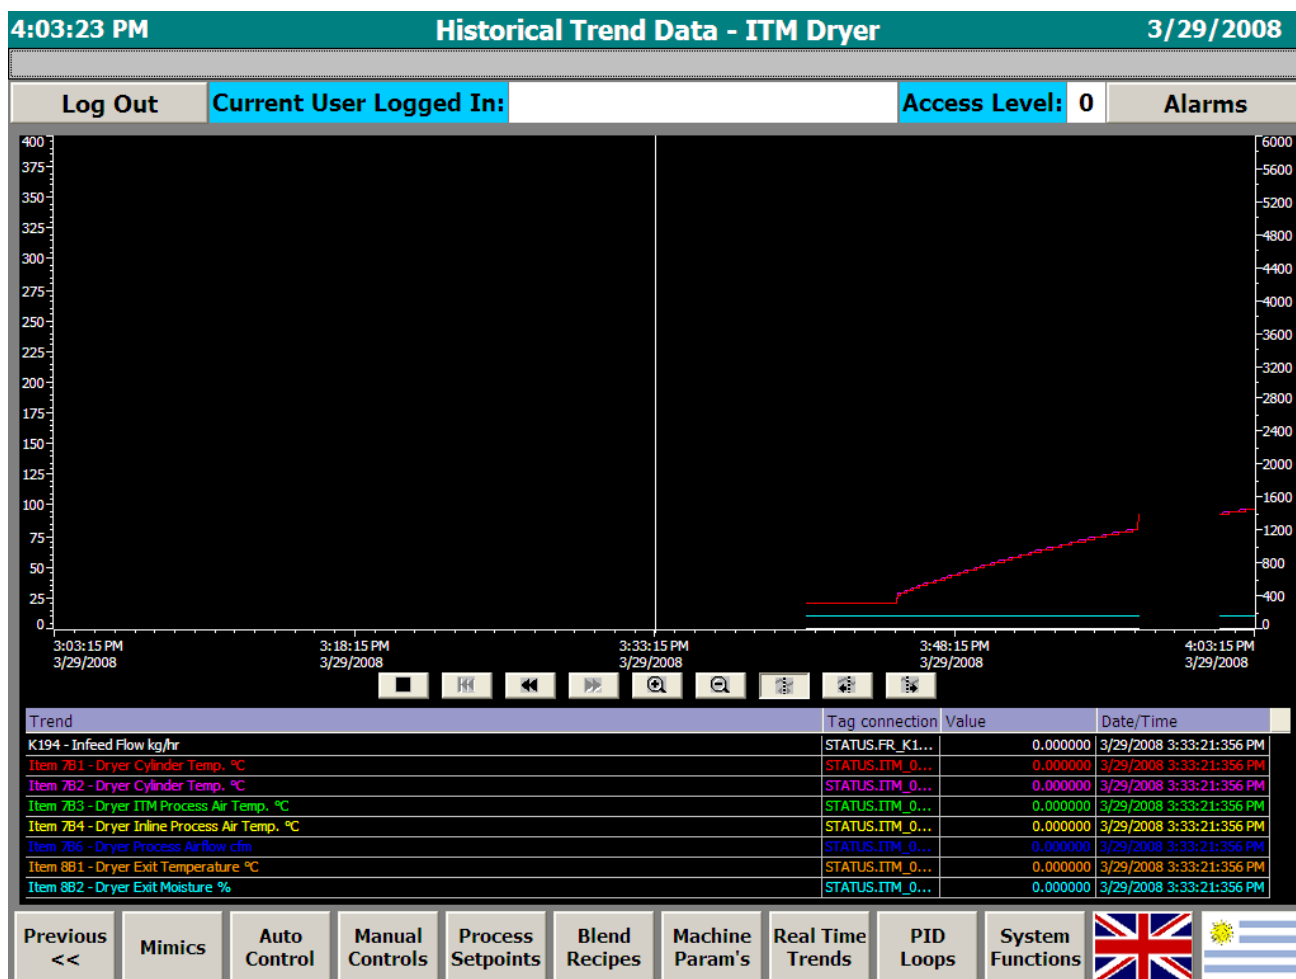 4:03:23 PM Historical Trend Data - ITM Dryer 3/29/2008
Log Out Current User Logged In: Access Level: 0 Alarms
400 6000
375 5600
350 5200
325 4800
300 4400
275 4000
250 3600
225 3200
200 2800
175 2400
150 2000
125 1600
100 1200
75 800
50 400
25 0
0
3:03:15 PM 3:18:15 PM 3:33:15 PM 3:48:15 PM 4:03:15 PM
3/29/2008 3/29/2008 3/29/2008 3/29/2008 3/29/2008
Trend Tag connection Value Date/Time
K194 - Infeed Flow kg/hr STATUS.FR_K1... 0.000000 3/29/2008 3:33:21:356 PM
Item 7B1 - Dryer Cylinder Temp. ºC STATUS.ITM_0... 0.000000 3/29/2008 3:33:21:356 PM
Item 7B2 - Dryer Cylinder Temp. ºC STATUS.ITM_0... 0.000000 3/29/2008 3:33:21:356 PM
Item 7B3 - Dryer ITM Process Air Temp. ºC STATUS.ITM_0... 0.000000 3/29/2008 3:33:21:356 PM
Item 7B4 - Dryer Inline Process Air Temp. ºC STATUS.ITM_0... 0.000000 3/29/2008 3:33:21:356 PM
Item 7B6 - Dryer Process Airflow cfm STATUS.ITM_0... 0.000000 3/29/2008 3:33:21:356 PM
Item 8B1 - Dryer Exit Temperature ºC STATUS.ITM_0... 0.000000 3/29/2008 3:33:21:356 PM
Item 8B2 - Dryer Exit Moisture % STATUS.ITM_0... 0.000000 3/29/2008 3:33:21:356 PM
Previous << Mimics Auto Control Manual Controls Process Setpoints Blend Recipes Machine Param's Real Time Trends PID Loops System Functions